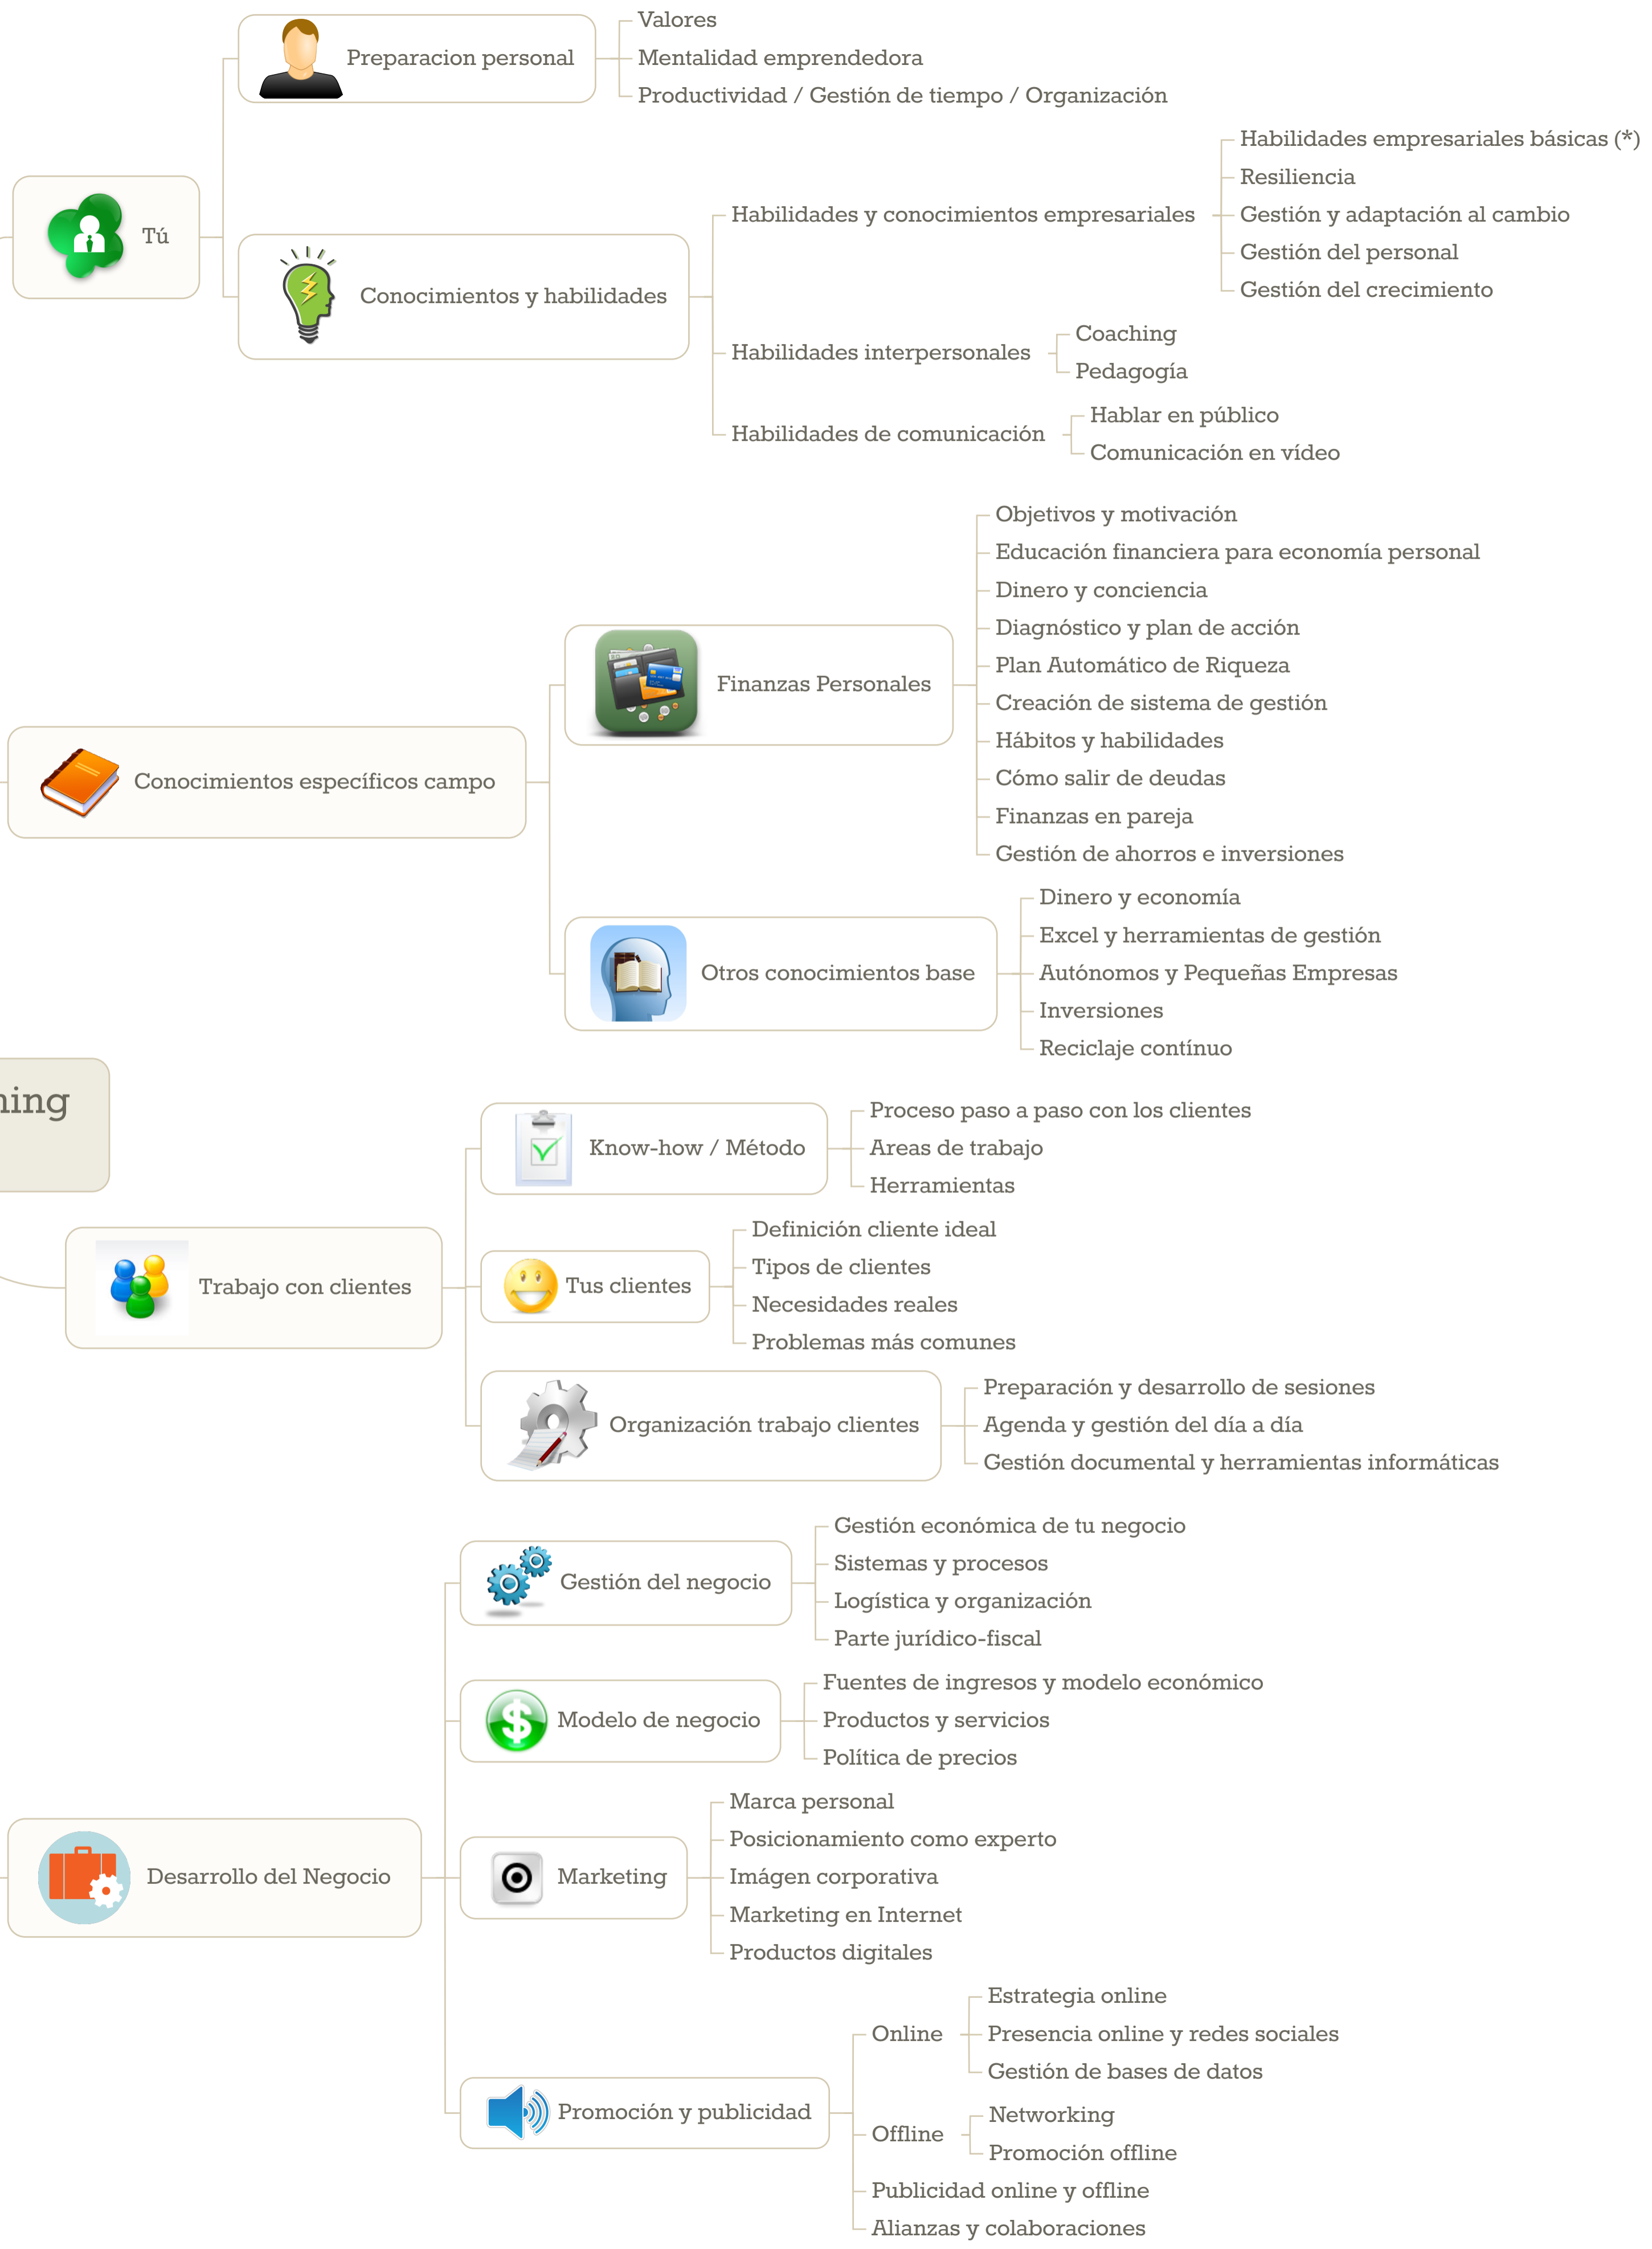 Tú
Preparacion personal
Valores
Mentalidad emprendedora
Productividad / Gestión de tiempo / Organización
Conocimientos y habilidades
Habilidades y conocimientos empresariales
Habilidades empresariales básicas (*)
Resiliencia
Gestión y adaptación al cambio
Gestión del personal
Gestión del crecimiento
Habilidades interpersonales
Coaching
Pedagogía
Habilidades de comunicación
Hablar en público
Comunicación en vídeo
Conocimientos específicos campo
Finanzas Personales
Objetivos y motivación
Educación financiera para economía personal
Dinero y conciencia
Diagnóstico y plan de acción
Plan Automático de Riqueza
Creación de sistema de gestión
Hábitos y habilidades
Cómo salir de deudas
Finanzas en pareja
Gestión de ahorros e inversiones
Otros conocimientos base
Dinero y economía
Excel y herramientas de gestión
Autónomos y Pequeñas Empresas
Inversiones
Reciclaje contínuo
Trabajo con clientes
Know-how / Método
Proceso paso a paso con los clientes
Areas de trabajo
Herramientas
Tus clientes
Definición cliente ideal
Tipos de clientes
Necesidades reales
Problemas más comunes
Organización trabajo clientes
Preparación y desarrollo de sesiones
Agenda y gestión del día a día
Gestión documental y herramientas informáticas
Desarrollo del Negocio
Gestión del negocio
Gestión económica de tu negocio
Sistemas y procesos
Logística y organización
Parte jurídico-fiscal
Modelo de negocio
Fuentes de ingresos y modelo económico
Productos y servicios
Política de precios
Marketing
Marca personal
Posicionamiento como experto
Imágen corporativa
Marketing en Internet
Productos digitales
Promoción y publicidad
Online
Estrategia online
Presencia online y redes sociales
Gestión de bases de datos
Offline
Networking
Promoción offline
Publicidad online y offline
Alianzas y colaboraciones